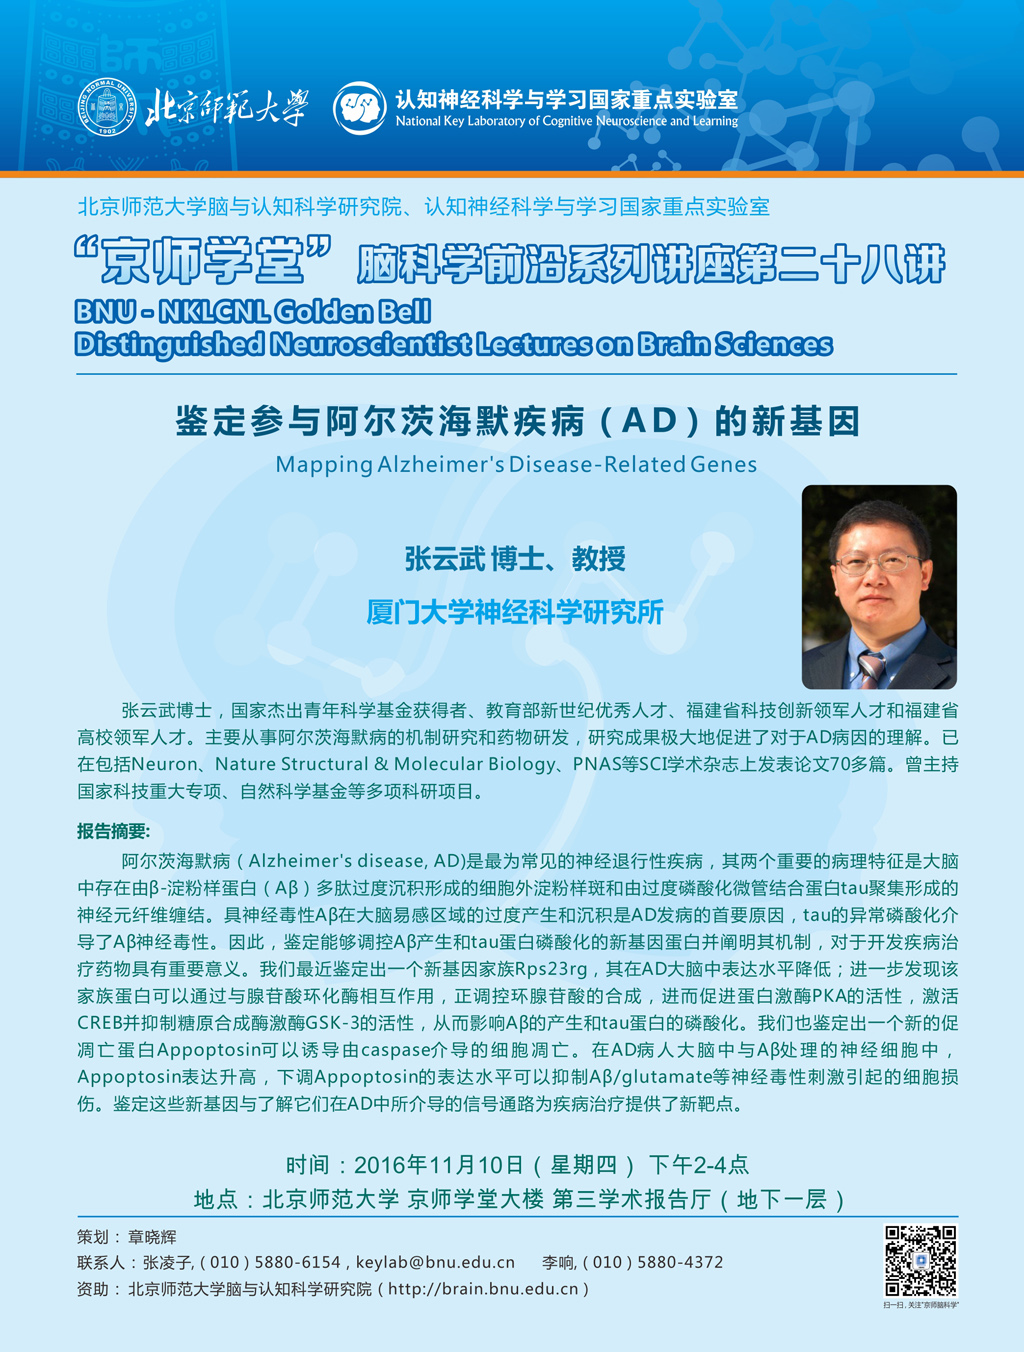 BEIJING NORMAL UNIVERSITY
1902
北京师范大学
认知神经科学与学习国家重点实验室
National Key Laboratory of Cognitive Neuroscience and Learning
北京师范大学脑与认知科学研究院、认知神经科学与学习国家重点实验室
“京师学堂” 脑科学前沿系列讲座第二十八讲
BNU - NKLCNL Golden Bell
Distinguished Neuroscientist Lectures on Brain Sciences
鉴定参与阿尔茨海默疾病（AD）的新基因
Mapping Alzheimer's Disease-Related Genes
张云武 博士、教授
厦门大学神经科学研究所
张云武博士，国家杰出青年科学基金获得者、教育部新世纪优秀人才、福建省科技创新领军人才和福建省
高校领军人才。主要从事阿尔茨海默病的机制研究和药物研发，研究成果极大地促进了对于AD病因的理解。已
在包括Neuron、Nature Structural & Molecular Biology、PNAS等SCI学术杂志上发表论文70多篇。曾主持
国家科技重大专项、自然科学基金等多项科研项目。
报告摘要:
阿尔茨海默病（Alzheimer's disease, AD)是最为常见的神经退行性疾病，其两个重要的病理特征是大脑
中存在由β-淀粉样蛋白（Aβ）多肽过度沉积形成的细胞外淀粉样斑和由过度磷酸化微管结合蛋白tau聚集形成的
神经元纤维缠结。具神经毒性Aβ在大脑易感区域的过度产生和沉积是AD发病的首要原因，tau的异常磷酸化介
导了Aβ神经毒性。因此，鉴定能够调控Aβ产生和tau蛋白磷酸化的新基因蛋白并阐明其机制，对于开发疾病治
疗药物具有重要意义。我们最近鉴定出一个新基因家族Rps23rg，其在AD大脑中表达水平降低；进一步发现该
家族蛋白可以通过与腺苷酸环化酶相互作用，正调控环腺苷酸的合成，进而促进蛋白激酶PKA的活性，激活
CREB并抑制糖原合成酶激酶GSK-3的活性，从而影响Aβ的产生和tau蛋白的磷酸化。我们也鉴定出一个新的促
凋亡蛋白Appoptosin可以诱导由caspase介导的细胞凋亡。在AD病人大脑中与Aβ处理的神经细胞中，
Appoptosin表达升高，下调Appoptosin的表达水平可以抑制Aβ/glutamate等神经毒性刺激引起的细胞损
伤。鉴定这些新基因与了解它们在AD中所介导的信号通路为疾病治疗提供了新靶点。
时间：2016年11月10日（星期四） 下午2-4点
地点：北京师范大学 京师学堂大楼 第三学术报告厅（地下一层）
策划： 章晓辉
联系人：张凌子,（010）5880-6154 , keylab@bnu.edu.cn 李响,（010）5880-4372
资助： 北京师范大学脑与认知科学研究院（http://brain.bnu.edu.cn）
扫一扫，关注“京师脑科学”